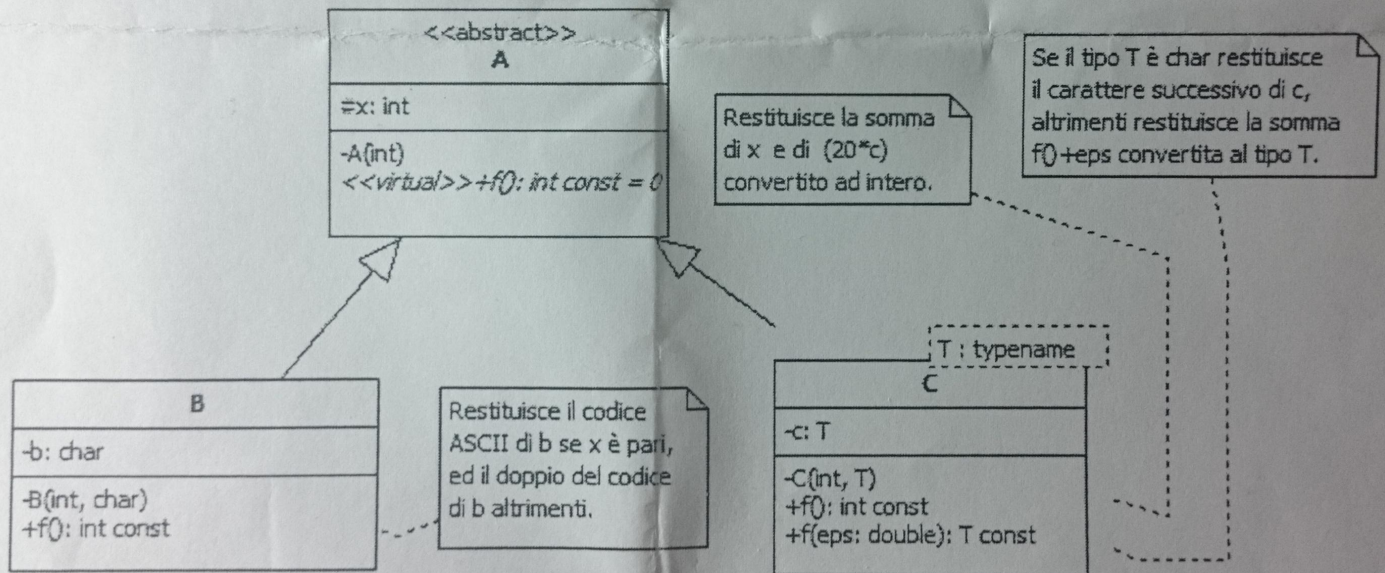 <<abstract>>
A
#x: int
-A(int)
<<virtual>>+f(): int const = 0
Restituisce la somma
di x e di (20*c)
convertito ad intero.
Se il tipo T è char restituisce
il carattere successivo di c,
altrimenti restituisce la somma
f()+eps convertita al tipo T.
B
-b: char
-B(int, char)
+f(): int const
Restituisce il codice
ASCII di b se x è pari,
ed il doppio del codice
di b altrimenti.
T : typename
C
-c: T
-C(int, T)
+f(): int const
+f(eps: double): T const